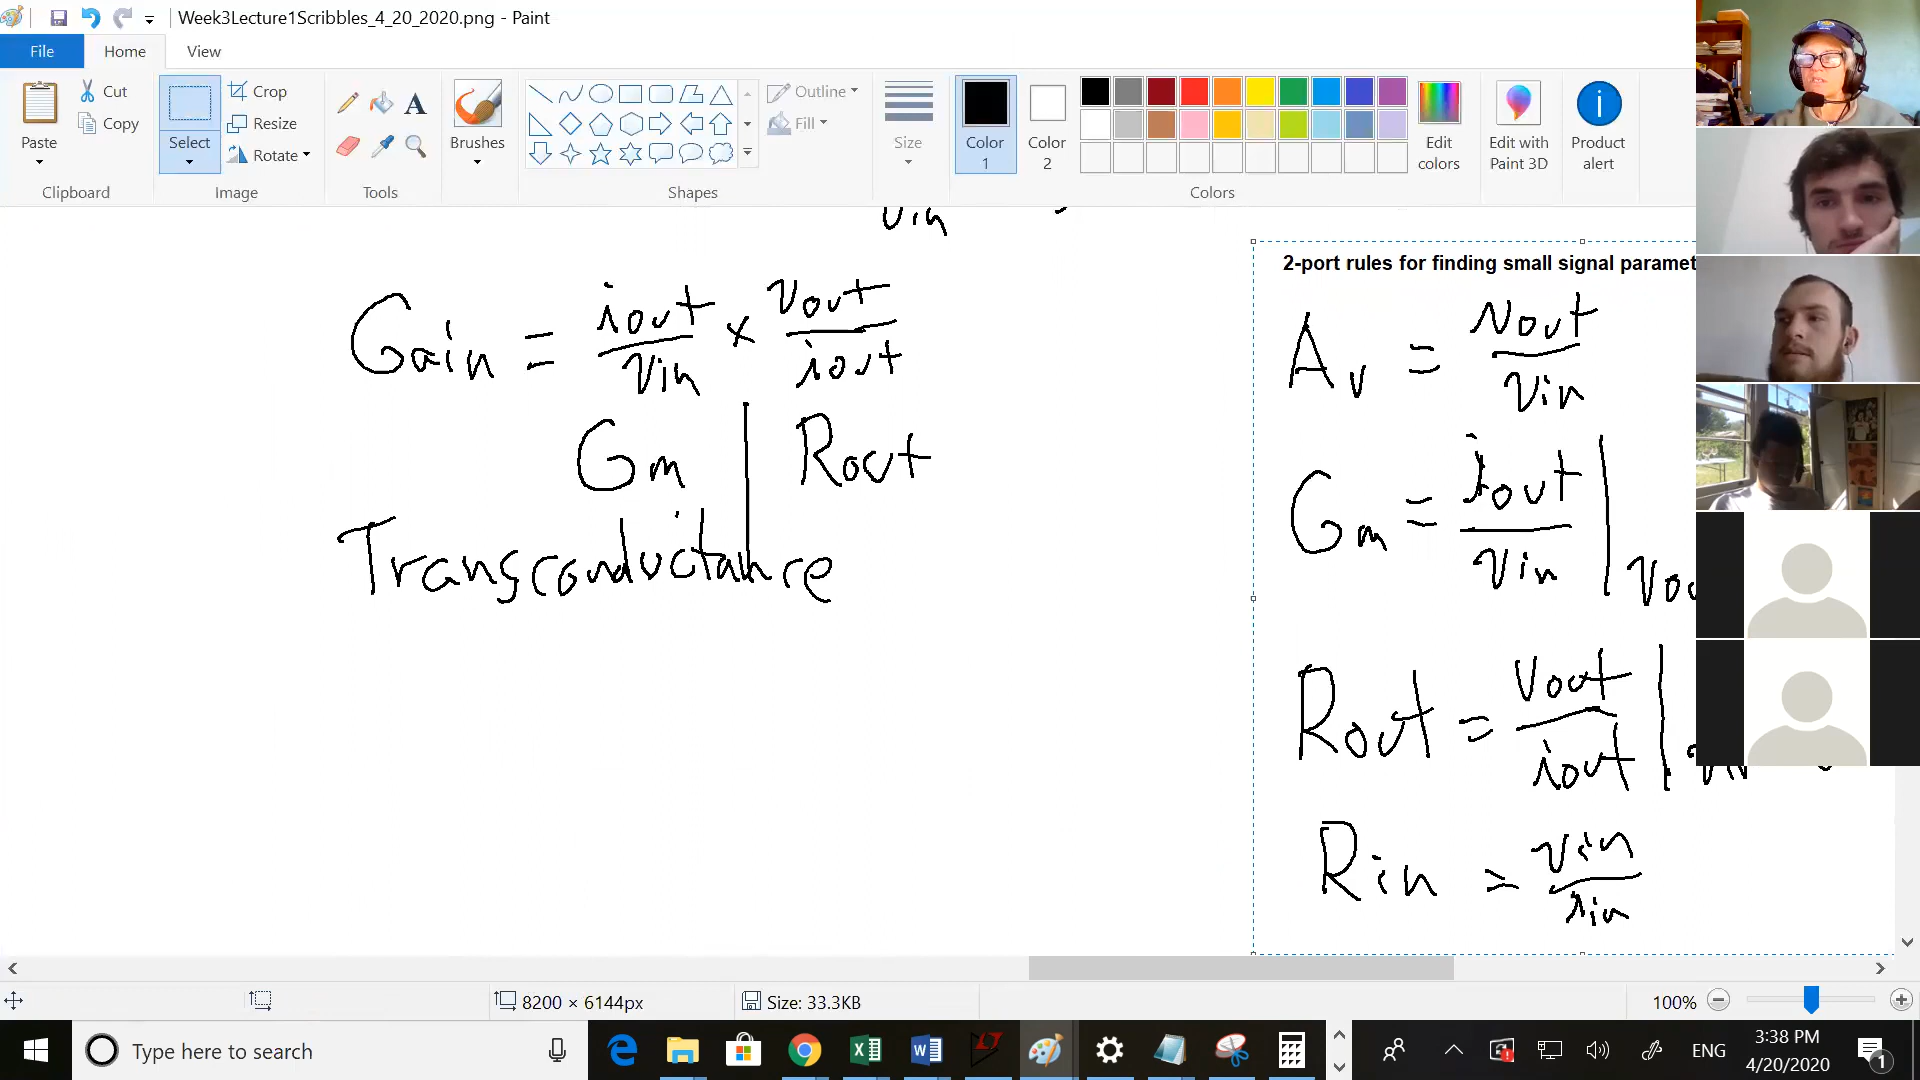 Week3Lecture1Scribbles_4_20_2020.png - Paint
File Home View
Paste
Cut
Copy
Clipboard
Select
Crop
Resize
Rotate
Image
Tools
Brushes
Shapes
Outline
Fill
Size
Color 1
Color 2
Colors
Edit colors
Edit with Paint 3D
Product alert
vin
Gain = iout/vin × vout/iout
Gm | Rout
Transconductance
2-port rules for finding small signal paramet
Av = vout/vin
Gm = iout/vin | vou
Rout = vout/iout |
Rin = vin/iin
8200 × 6144px
Size: 33.3KB
100%
Type here to search
ENG
3:38 PM
4/20/2020
1